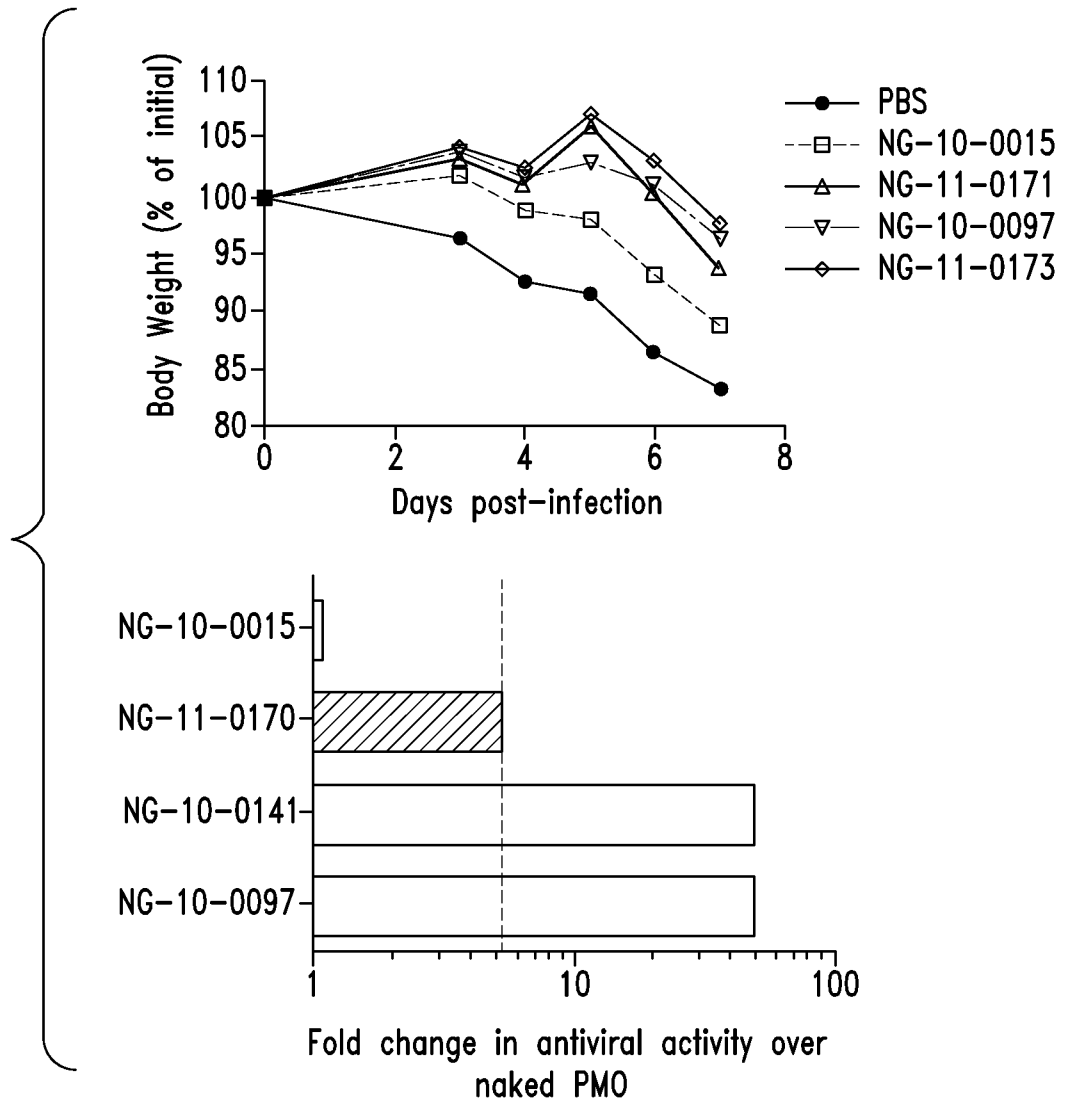 Body Weight (% of initial)
110
105
100
95
90
85
80
0 2 4 6 8
Days post-infection
PBS
NG-10-0015
NG-11-0171
NG-10-0097
NG-11-0173
NG-10-0015
NG-11-0170
NG-10-0141
NG-10-0097
1 10 100
Fold change in antiviral activity over
naked PMO